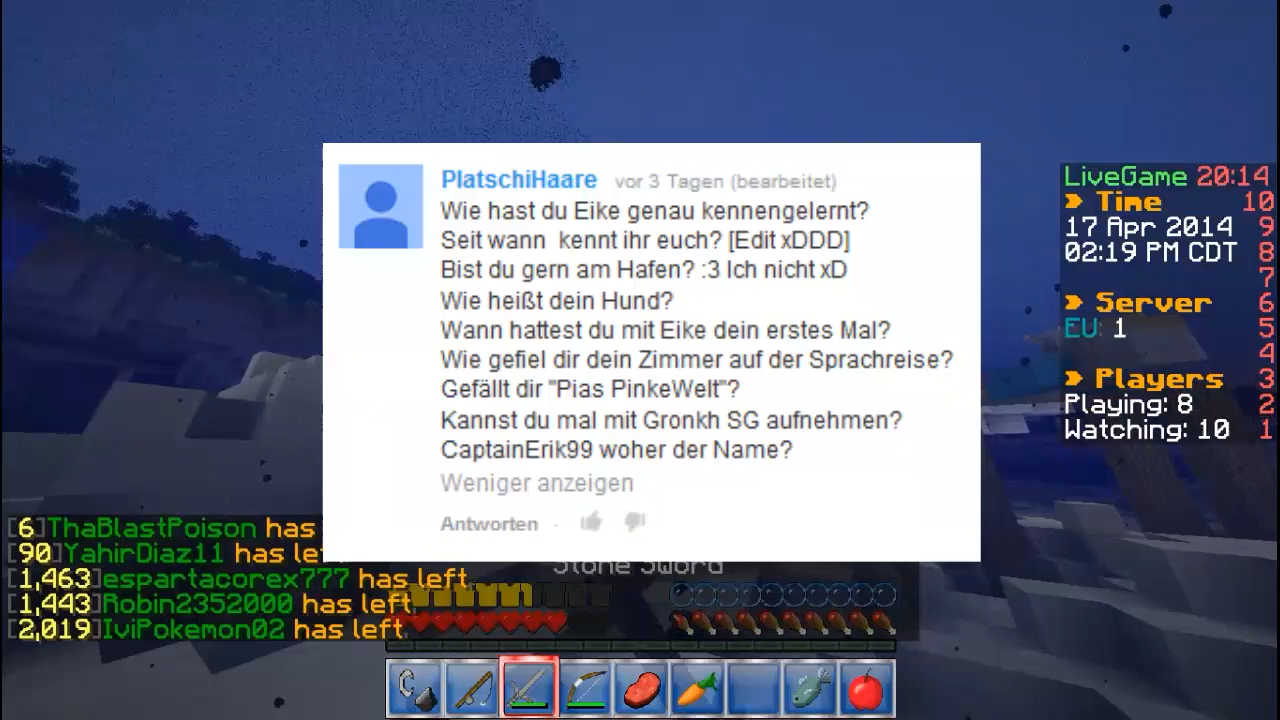 PlatschiHaare vor 3 Tagen (bearbeitet)
Wie hast du Eike genau kennengelernt?
Seit wann kennt ihr euch? [Edit xDDD]
Bist du gern am Hafen? :3 Ich nicht xD
Wie heißt dein Hund?
Wann hattest du mit Eike dein erstes Mal?
Wie gefiel dir dein Zimmer auf der Sprachreise?
Gefällt dir "Pias PinkeWelt"?
Kannst du mal mit Gronkh SG aufnehmen?
CaptainErik99 woher der Name?
Weniger anzeigen
Antworten ·
LiveGame 20:14
» Time 10
17 Apr 2014 9
02:19 PM CDT 8
7
» Server 6
EU: 1 5
4
» Players 3
Playing: 8 2
Watching: 10 1
[6]ThaBlastPoison has
[90]YahirDiaz11 has le
[1,463]espartacorex777 has left.
[1,443]Robin2352000 has left.
[2,019]IviPokemon02 has left.
Stone Sword